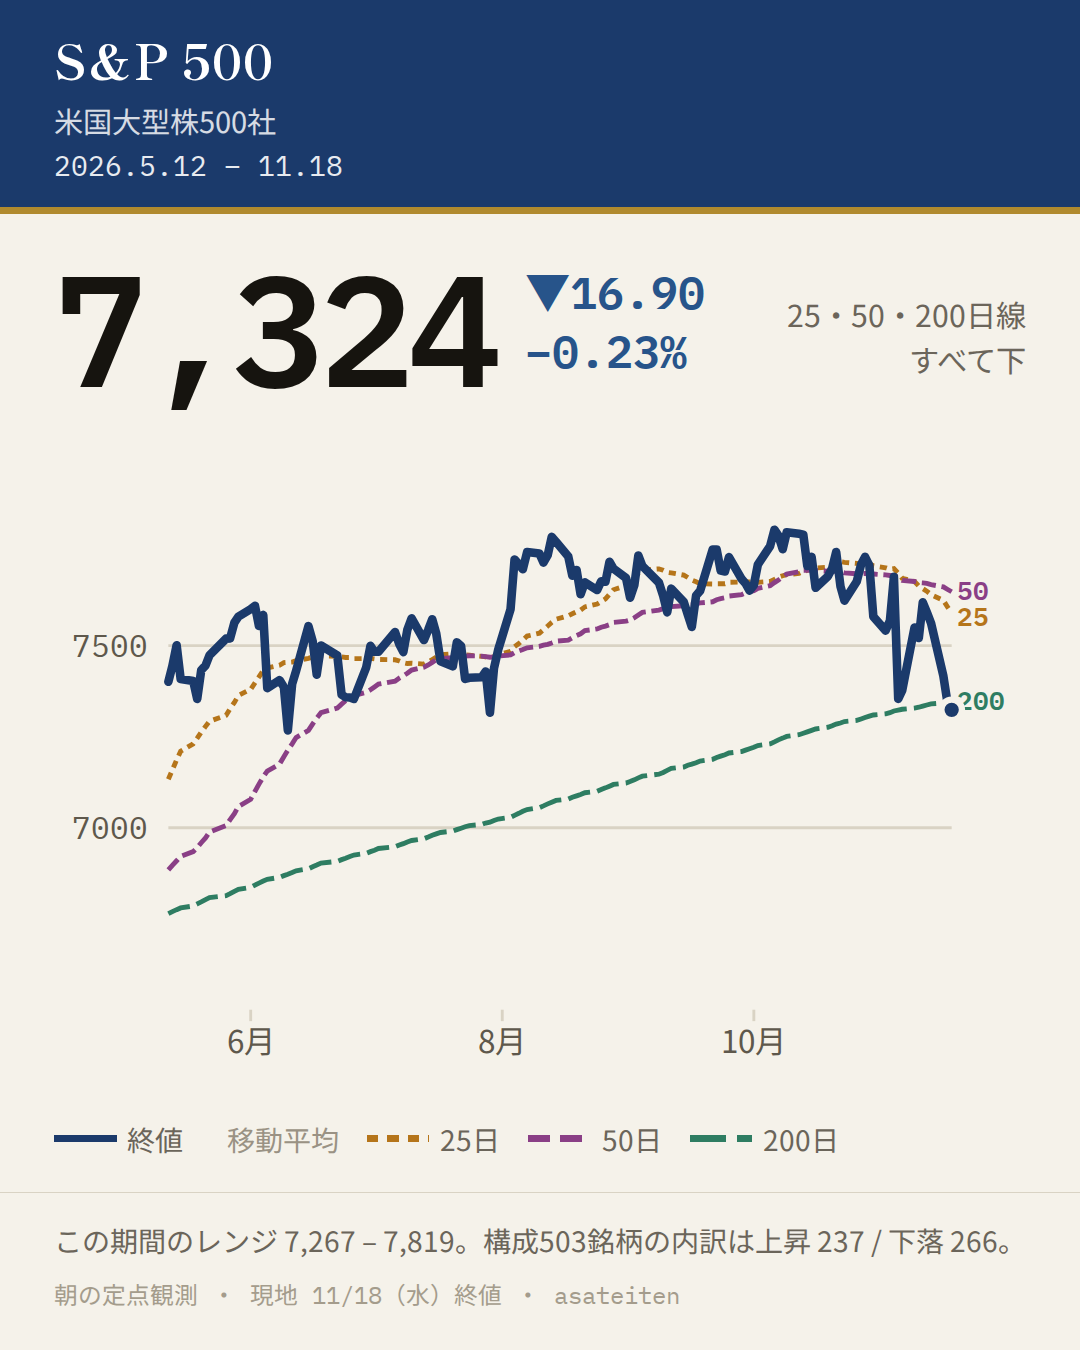 S&P 500
米国大型株500社
2026.5.12 – 11.18
7,324
▼16.90
−0.23%
25・50・200日線
すべて下
50
25
7500
200
7000
6月 8月 10月
終値 移動平均 25日 50日 200日
この期間のレンジ 7,267 – 7,819。構成503銘柄の内訳は上昇 237 / 下落 266。
朝の定点観測 ・ 現地 11/18（水）終値 ・ asateiten